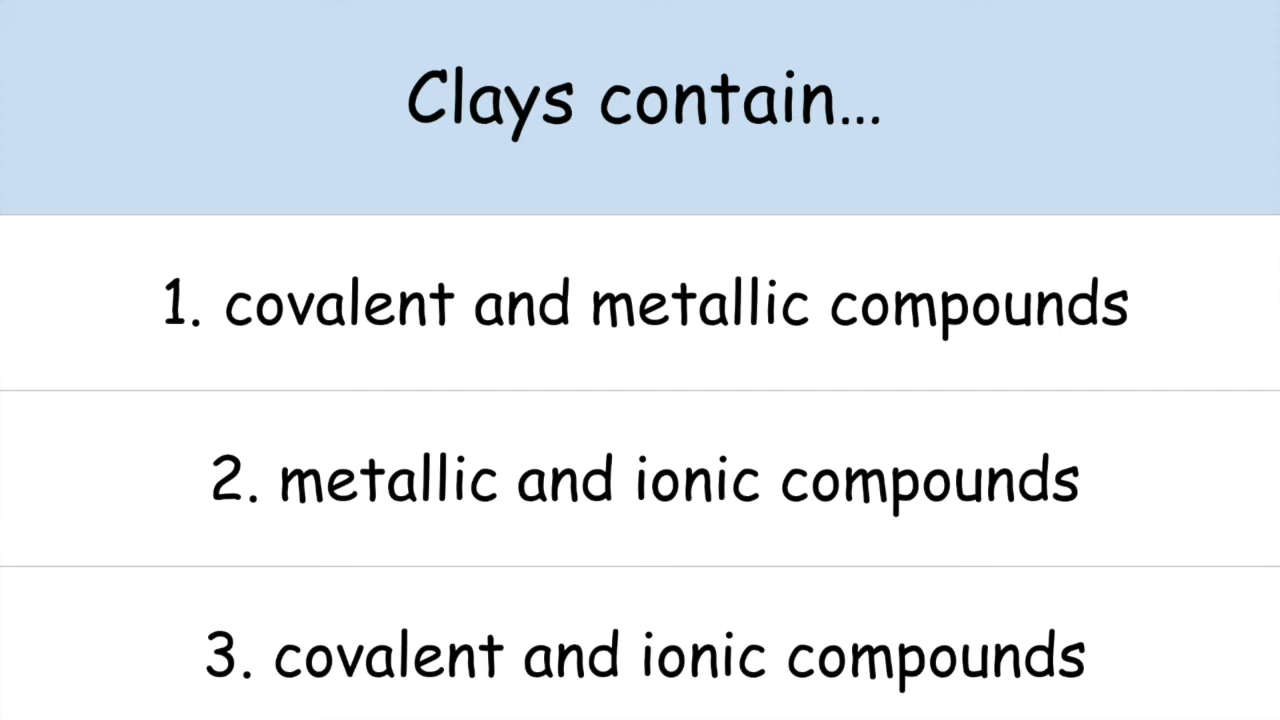 Clays contain...
1. covalent and metallic compounds
2. metallic and ionic compounds
3. covalent and ionic compounds